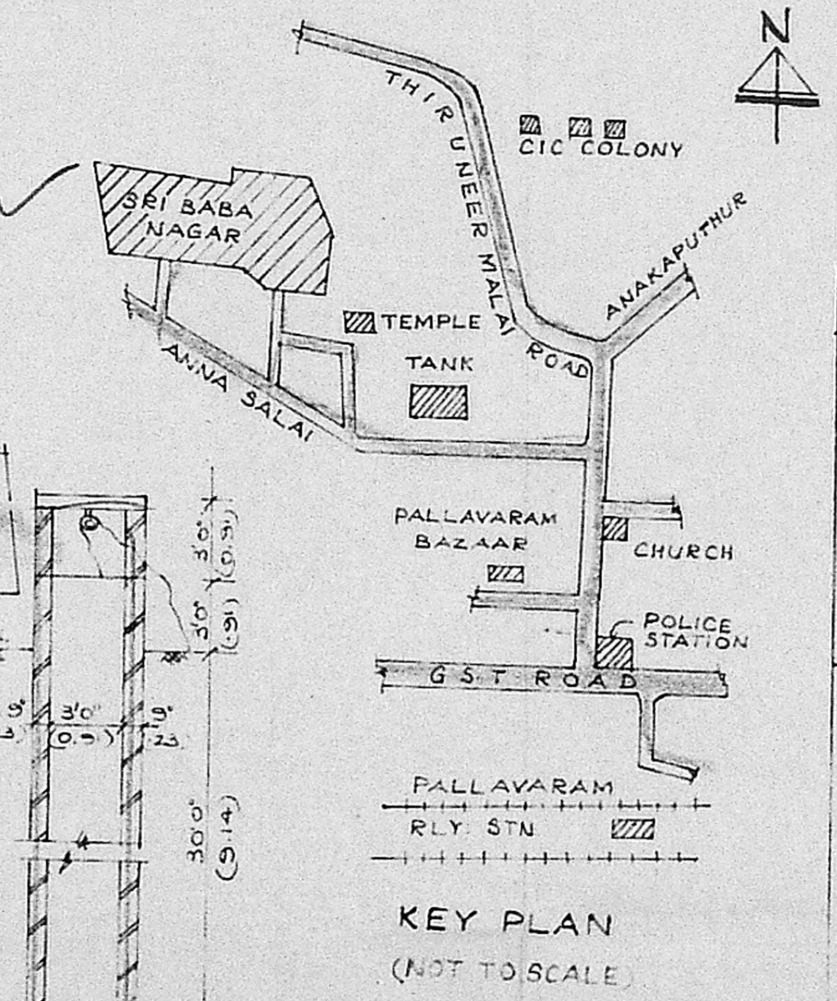 N
THIRUNEERMALAI ROAD
CIC COLONY
SRI BABA
NAGAR
ANAKAPUTHUR
TEMPLE
TANK
ANNA SALAI
PALLAVARAM
BAZAAR
CHURCH
POLICE
STATION
GST ROAD
3'0"
(0.91)
3'0"
(.91)
9"
3'0"
(0.91)
9"
.23)
30'0"
(9.14)
PALLAVARAM
RLY. STN
KEY PLAN
(NOT TO SCALE)